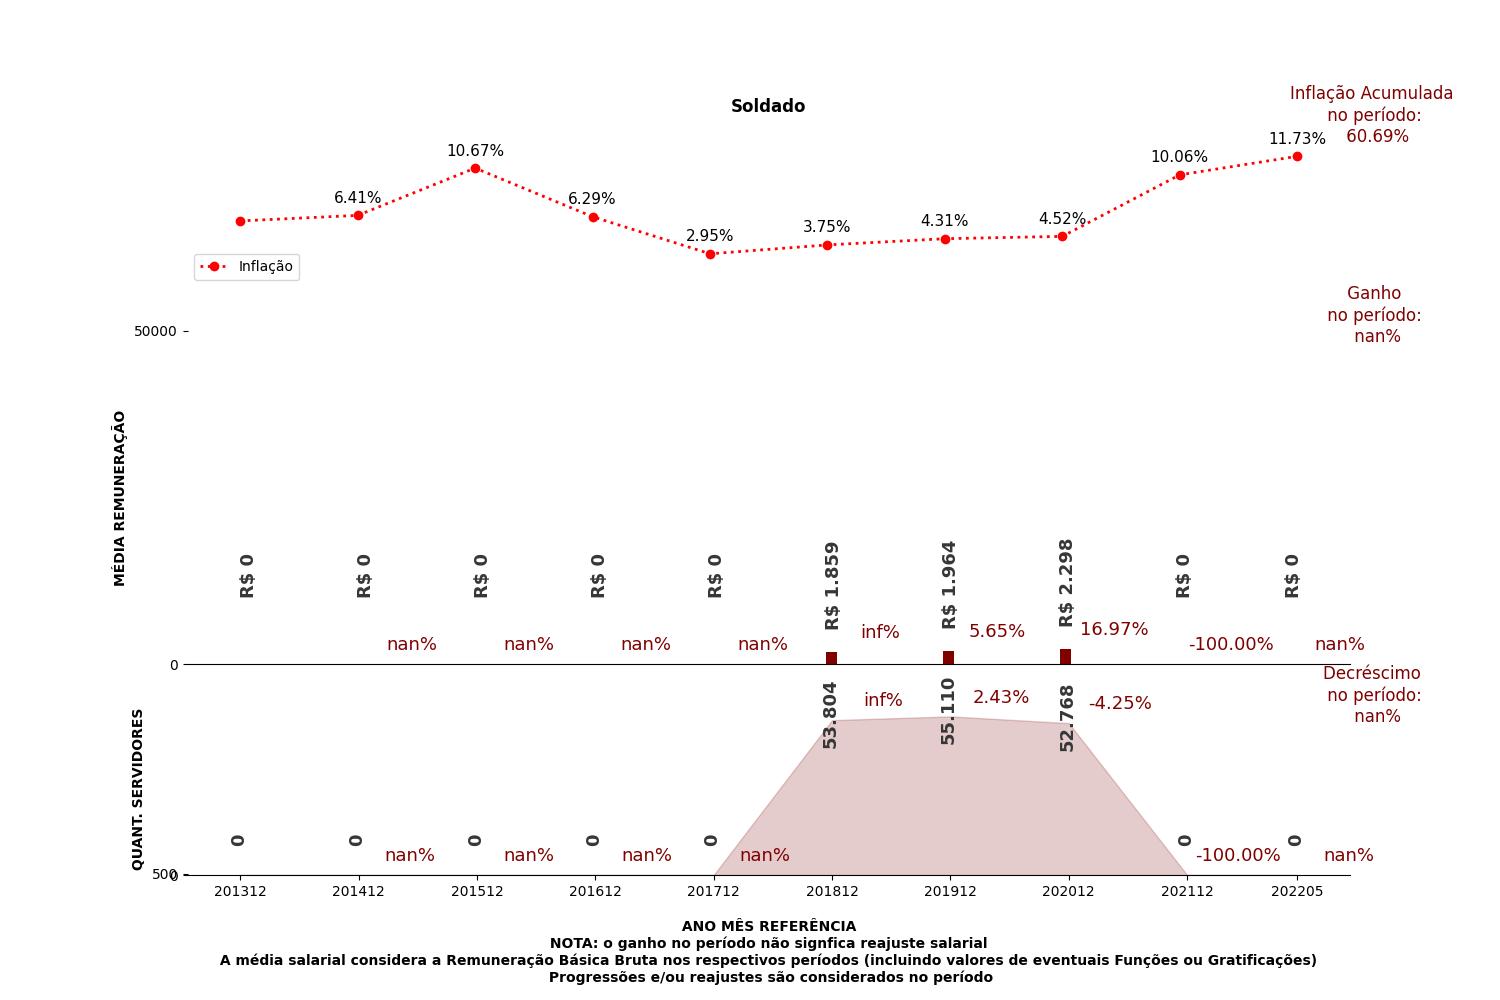 Soldado
Inflação Acumulada
no período:
60.69%
6.41%
10.67%
6.29%
2.95%
3.75%
4.31%
4.52%
10.06%
11.73%
Inflação
Ganho
no período:
nan%
50000
MÉDIA REMUNERAÇÃO
R$ 0
R$ 0
R$ 0
R$ 0
R$ 0
R$ 1.859
R$ 1.964
R$ 2.298
R$ 0
R$ 0
nan%
nan%
nan%
nan%
inf%
5.65%
16.97%
-100.00%
nan%
0
Decréscimo
no período:
nan%
QUANT. SERVIDORES
53.804
55.110
52.768
inf%
2.43%
-4.25%
0
0
0
0
0
0
0
nan%
nan%
nan%
nan%
-100.00%
nan%
500
0
201312
201412
201512
201612
201712
201812
201912
202012
202112
202205
ANO MÊS REFERÊNCIA
NOTA: o ganho no período não signfica reajuste salarial
A média salarial considera a Remuneração Básica Bruta nos respectivos períodos (incluindo valores de eventuais Funções ou Gratificações)
Progressões e/ou reajustes são considerados no período